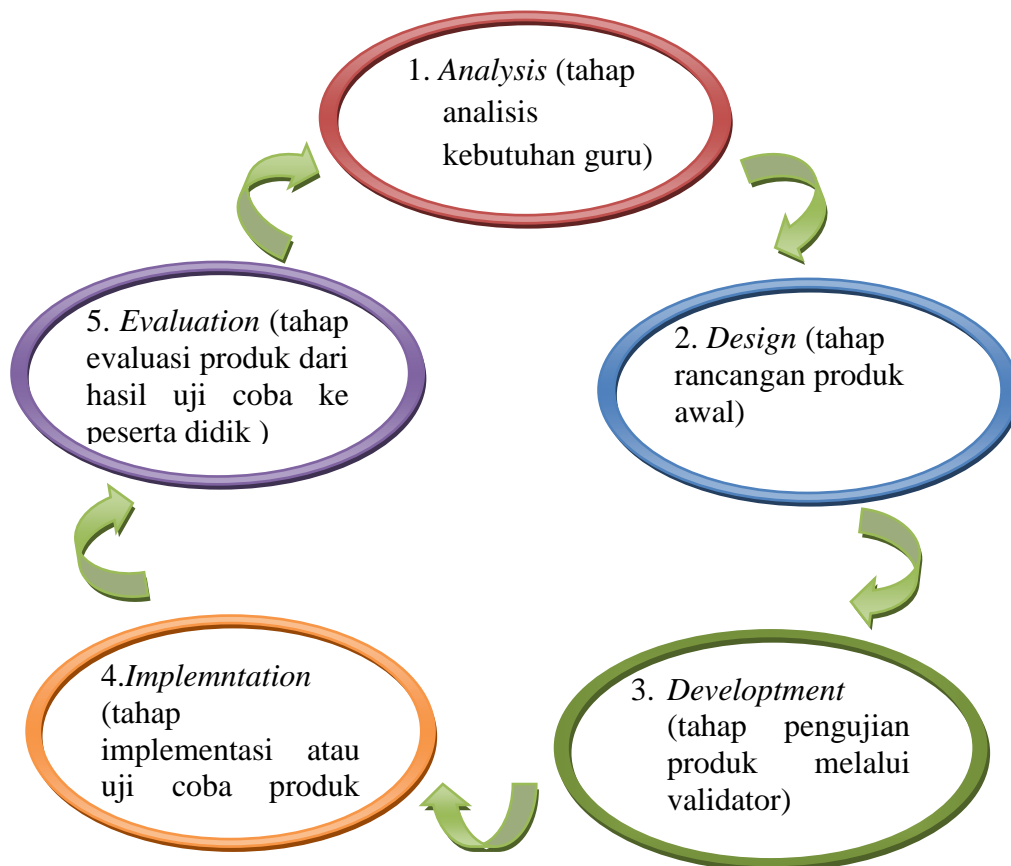 1. Analysis (tahap
analisis
kebutuhan guru)
2. Design (tahap
rancangan produk
awal)
3. Developtment
(tahap pengujian
produk melalui
validator)
4.Implemntation
(tahap
implementasi atau
uji coba produk
5. Evaluation (tahap
evaluasi produk dari
hasil uji coba ke
peserta didik )